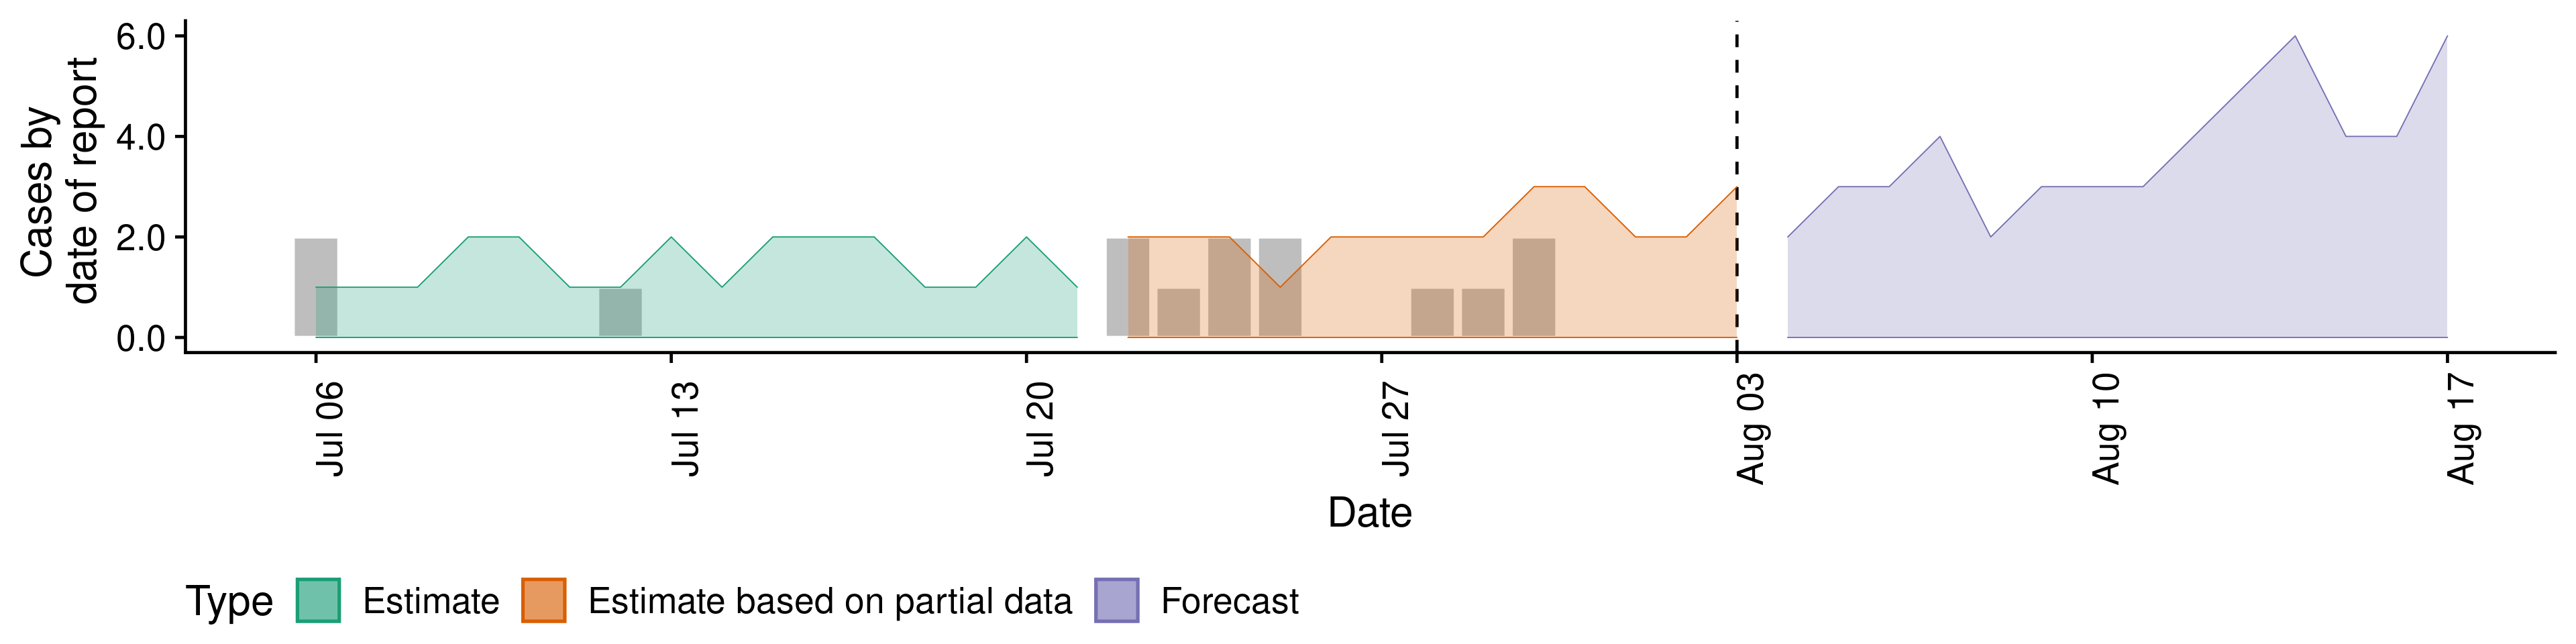 Cases by
date of report
6.0
4.0
2.0
0.0
Jul 06
Jul 13
Jul 20
Jul 27
Aug 03
Aug 10
Aug 17
Date
Type Estimate Estimate based on partial data Forecast